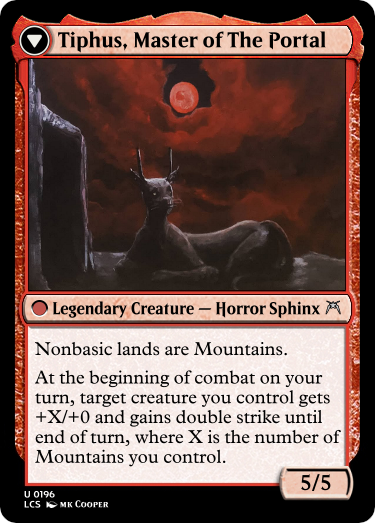 Tiphus, Master of The Portal
Legendary Creature — Horror Sphinx
Nonbasic lands are Mountains.
At the beginning of combat on your
turn, target creature you control gets
+X/+0 and gains double strike until
end of turn, where X is the number of
Mountains you control.
5/5
U 0196
LCS MK COOPER